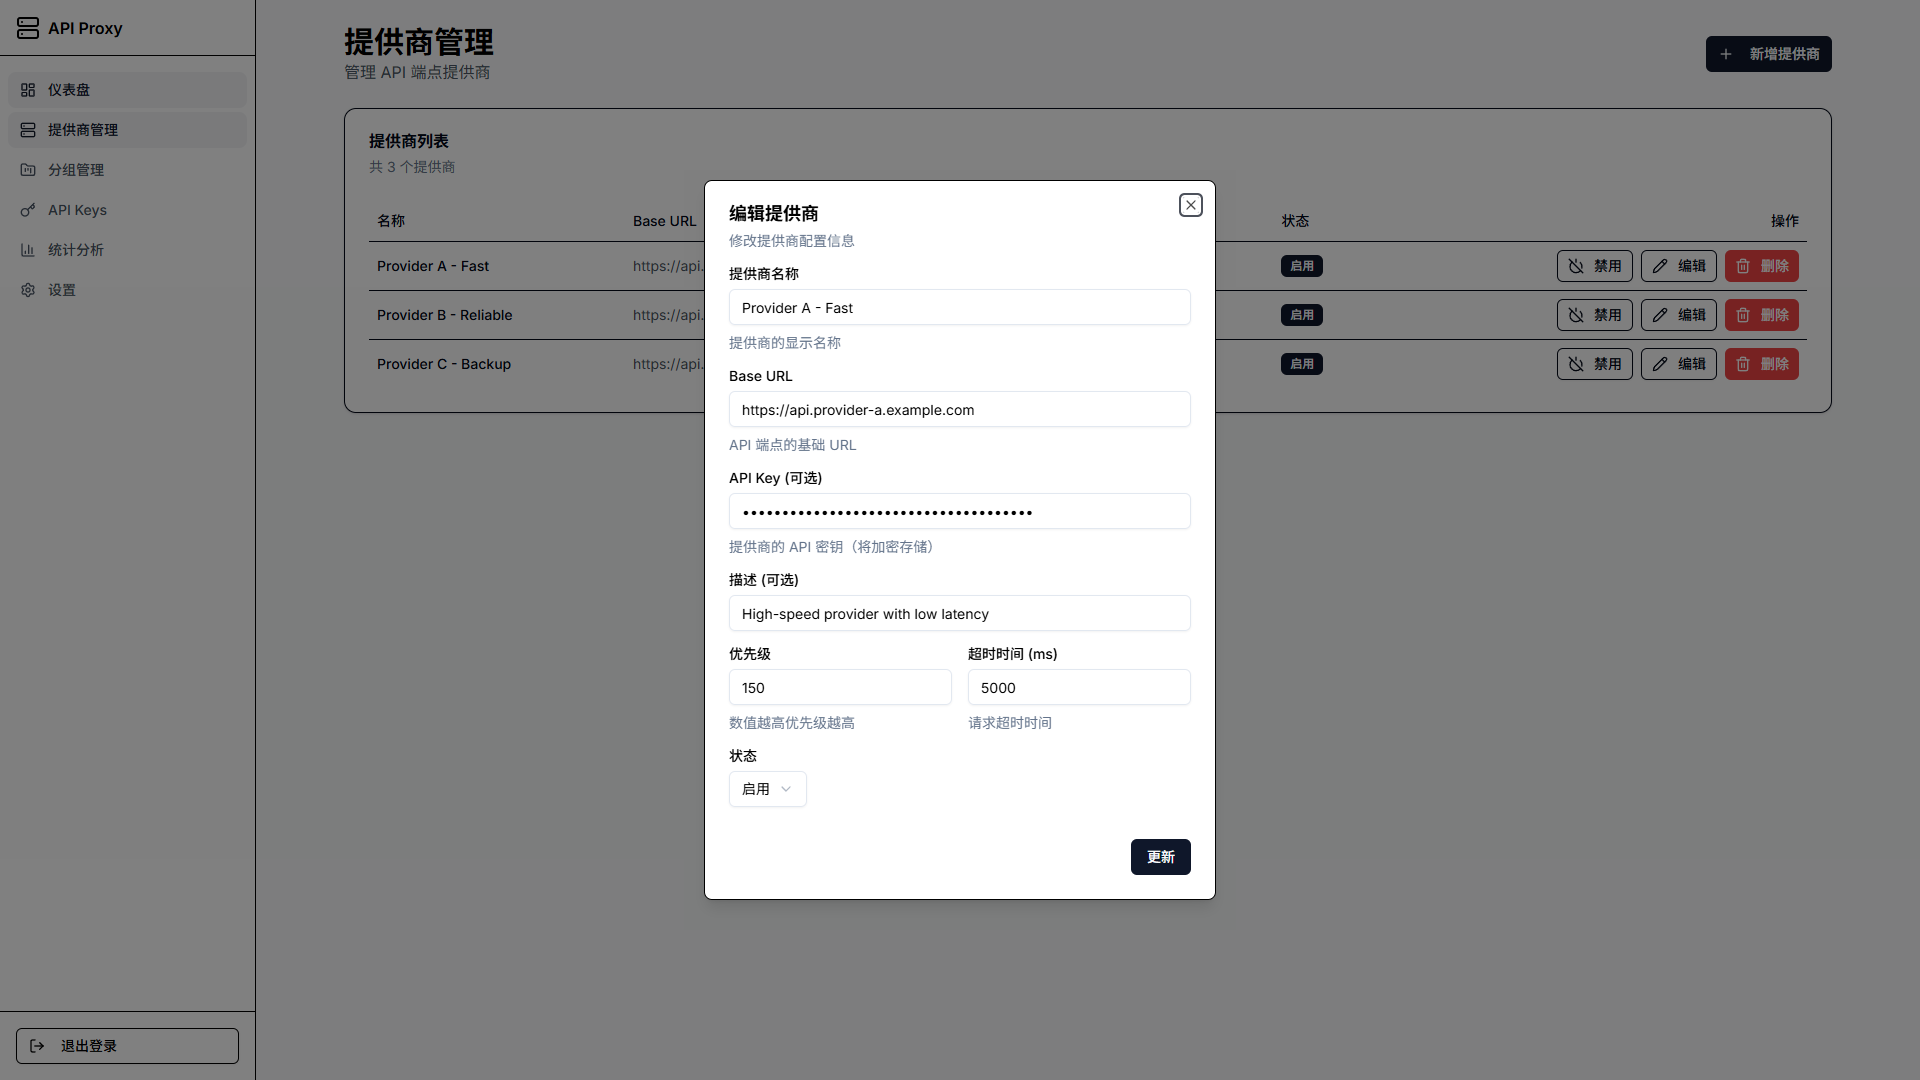 API Proxy
仪表盘
提供商管理
分组管理
API Keys
统计分析
设置
退出登录
提供商管理
管理 API 端点提供商
新增提供商
提供商列表
共 3 个提供商
名称 Base URL 状态 操作
Provider A - Fast https://api. 启用 禁用 编辑 删除
Provider B - Reliable https://api. 启用 禁用 编辑 删除
Provider C - Backup https://api. 启用 禁用 编辑 删除
编辑提供商
修改提供商配置信息
提供商名称
Provider A - Fast
提供商的显示名称
Base URL
https://api.provider-a.example.com
API 端点的基础 URL
API Key (可选)
•••••••••••••••••••••••••••••••••••••
提供商的 API 密钥（将加密存储）
描述 (可选)
High-speed provider with low latency
优先级 超时时间 (ms)
150 5000
数值越高优先级越高 请求超时时间
状态
启用
更新